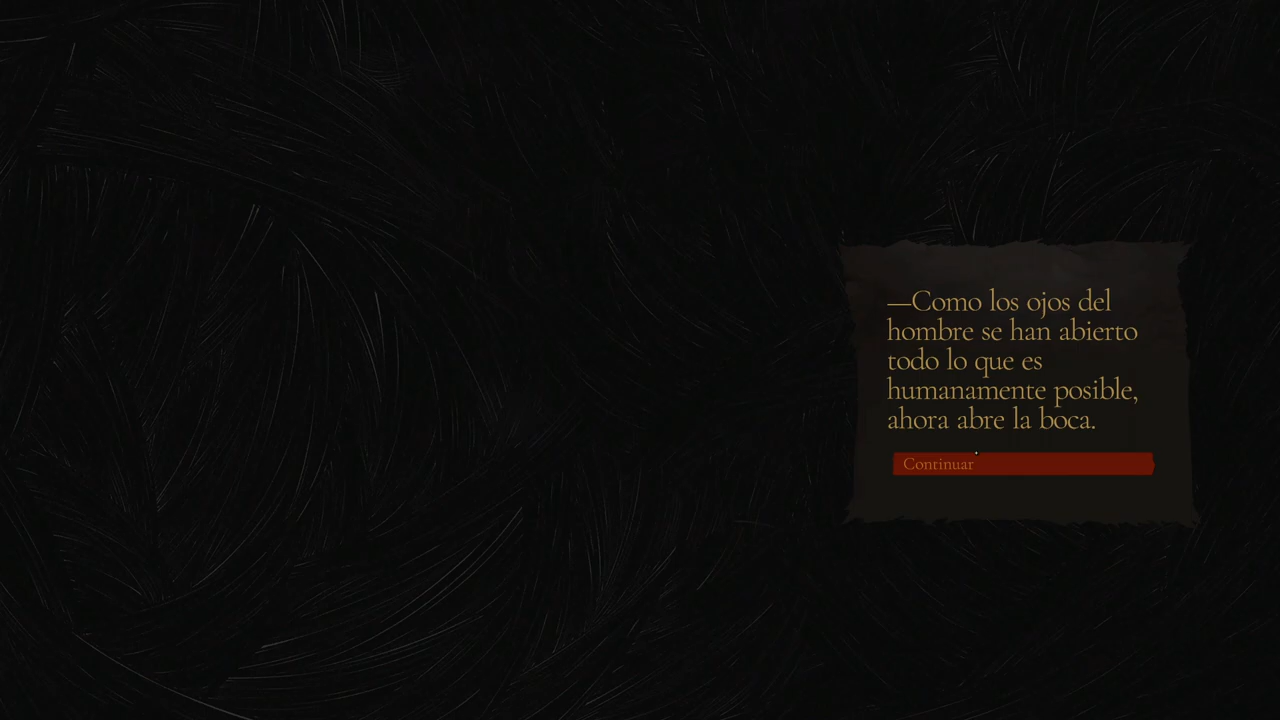 —Como los ojos del
hombre se han abierto
todo lo que es
humanamente posible,
ahora abre la boca.
Continuar